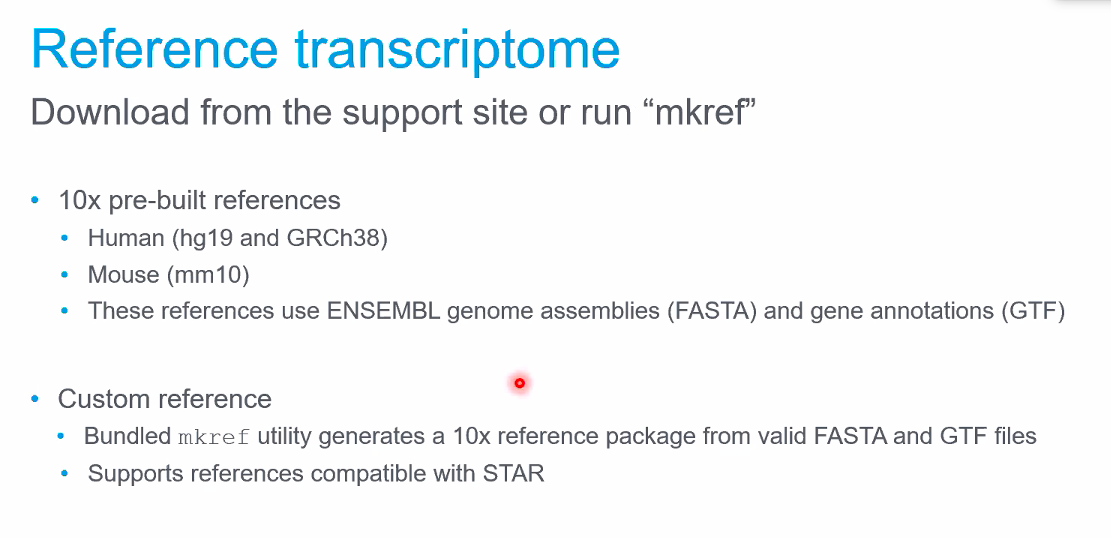 Reference transcriptome
Download from the support site or run “mkref”
• 10x pre-built references
• Human (hg19 and GRCh38)
• Mouse (mm10)
• These references use ENSEMBL genome assemblies (FASTA) and gene annotations (GTF)
• Custom reference
• Bundled mkref utility generates a 10x reference package from valid FASTA and GTF files
• Supports references compatible with STAR